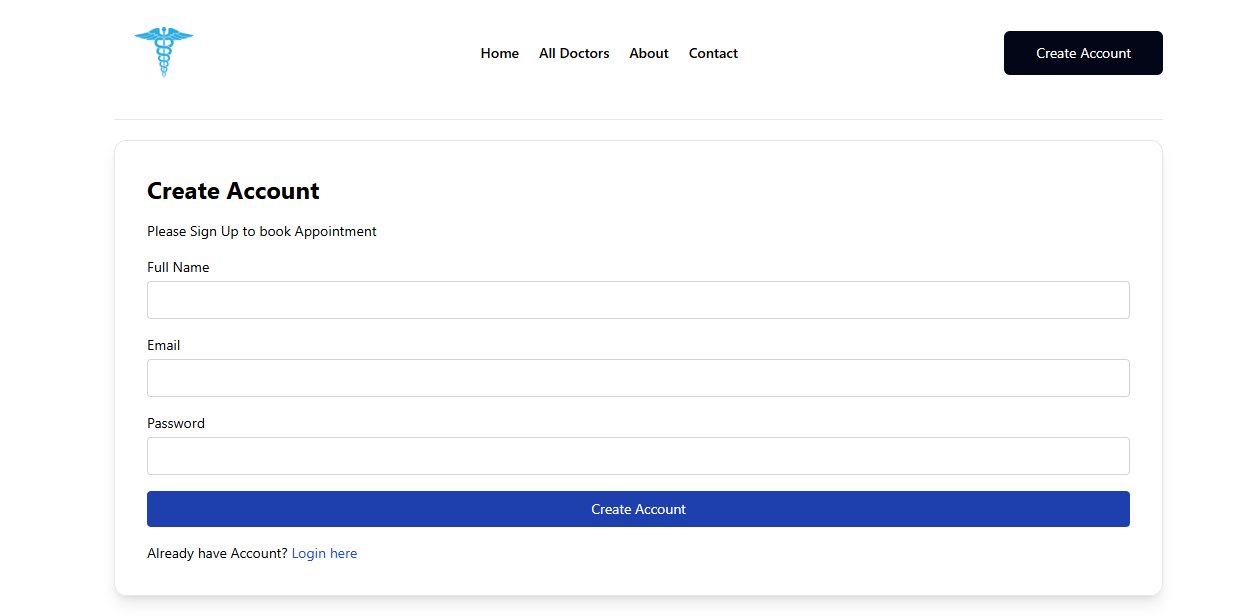 Home All Doctors About Contact Create Account
Create Account
Please Sign Up to book Appointment
Full Name
Email
Password
Create Account
Already have Account? Login here